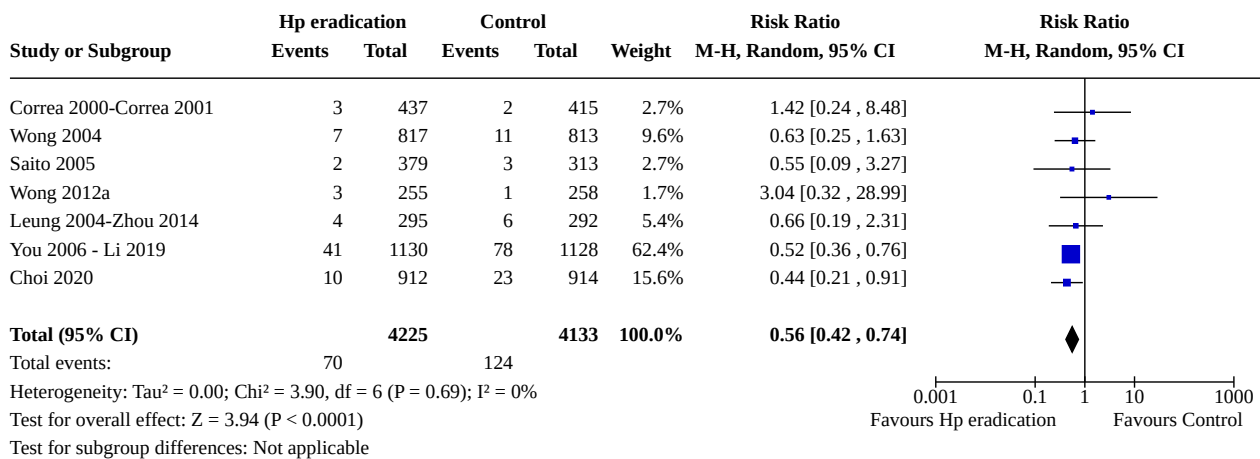 Hp eradication Control Risk Ratio Risk Ratio
Study or Subgroup Events Total Events Total Weight M-H, Random, 95% CI M-H, Random, 95% CI
Correa 2000-Correa 2001 3 437 2 415 2.7% 1.42 [0.24 , 8.48]
Wong 2004 7 817 11 813 9.6% 0.63 [0.25 , 1.63]
Saito 2005 2 379 3 313 2.7% 0.55 [0.09 , 3.27]
Wong 2012a 3 255 1 258 1.7% 3.04 [0.32 , 28.99]
Leung 2004-Zhou 2014 4 295 6 292 5.4% 0.66 [0.19 , 2.31]
You 2006 - Li 2019 41 1130 78 1128 62.4% 0.52 [0.36 , 0.76]
Choi 2020 10 912 23 914 15.6% 0.44 [0.21 , 0.91]
Total (95% CI) 4225 4133 100.0% 0.56 [0.42 , 0.74]
Total events: 70 124
Heterogeneity: Tau² = 0.00; Chi² = 3.90, df = 6 (P = 0.69); I² = 0%
0.001 0.1 1 10 1000
Test for overall effect: Z = 3.94 (P < 0.0001) Favours Hp eradication Favours Control
Test for subgroup differences: Not applicable